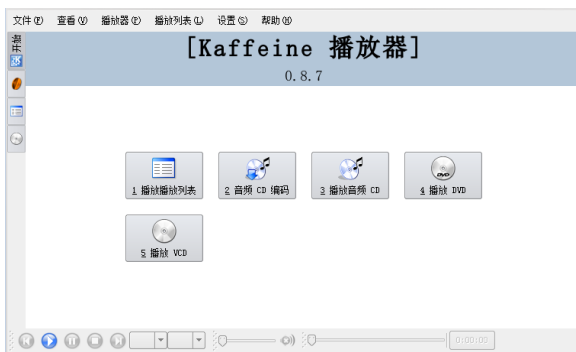 文件(F) 查看(V) 播放器(P) 播放列表(L) 设置(S) 帮助(H)
开始
[Kaffeine 播放器]
0.8.7
1 播放播放列表 2 音频 CD 编码 3 播放音频 CD 4 播放 DVD
5 播放 VCD
0:00:00